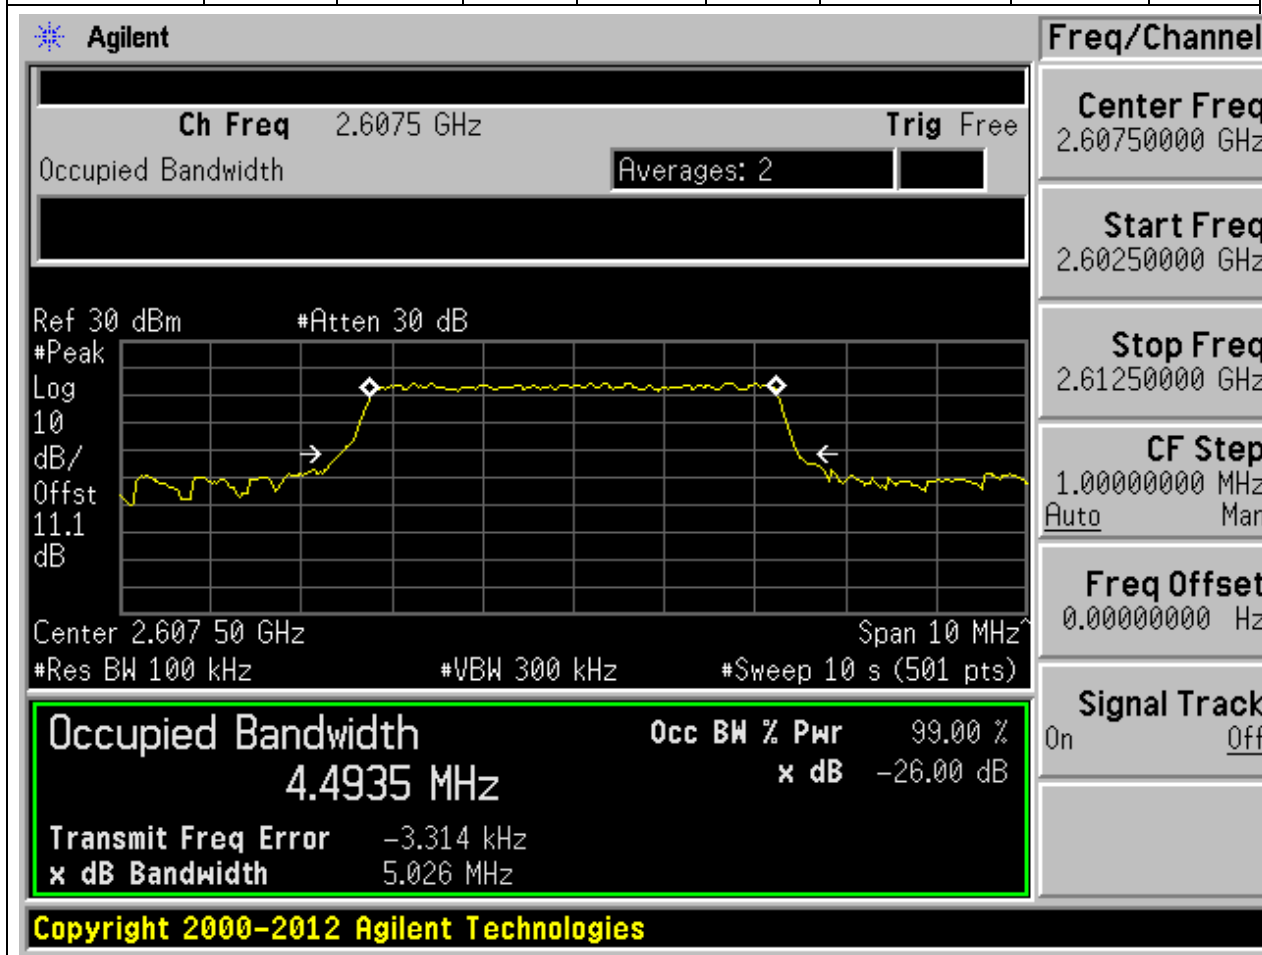 Agilent
Freq/Channel
Ch Freq 2.6075 GHz Trig Free
Occupied Bandwidth Averages: 2
Center Freq
2.60750000 GHz
Start Freq
2.60250000 GHz
Stop Freq
2.61250000 GHz
CF Step
1.00000000 MHz
Auto Man
Freq Offset
0.00000000 Hz
Signal Track
On Off
Ref 30 dBm #Atten 30 dB
#Peak
Log
10
dB/
Offst
11.1
dB
Center 2.607 50 GHz Span 10 MHz^
#Res BW 100 kHz #VBW 300 kHz #Sweep 10 s (501 pts)
Occupied Bandwidth Occ BW % Pwr 99.00 %
4.4935 MHz x dB -26.00 dB
Transmit Freq Error -3.314 kHz
x dB Bandwidth 5.026 MHz
Copyright 2000-2012 Agilent Technologies